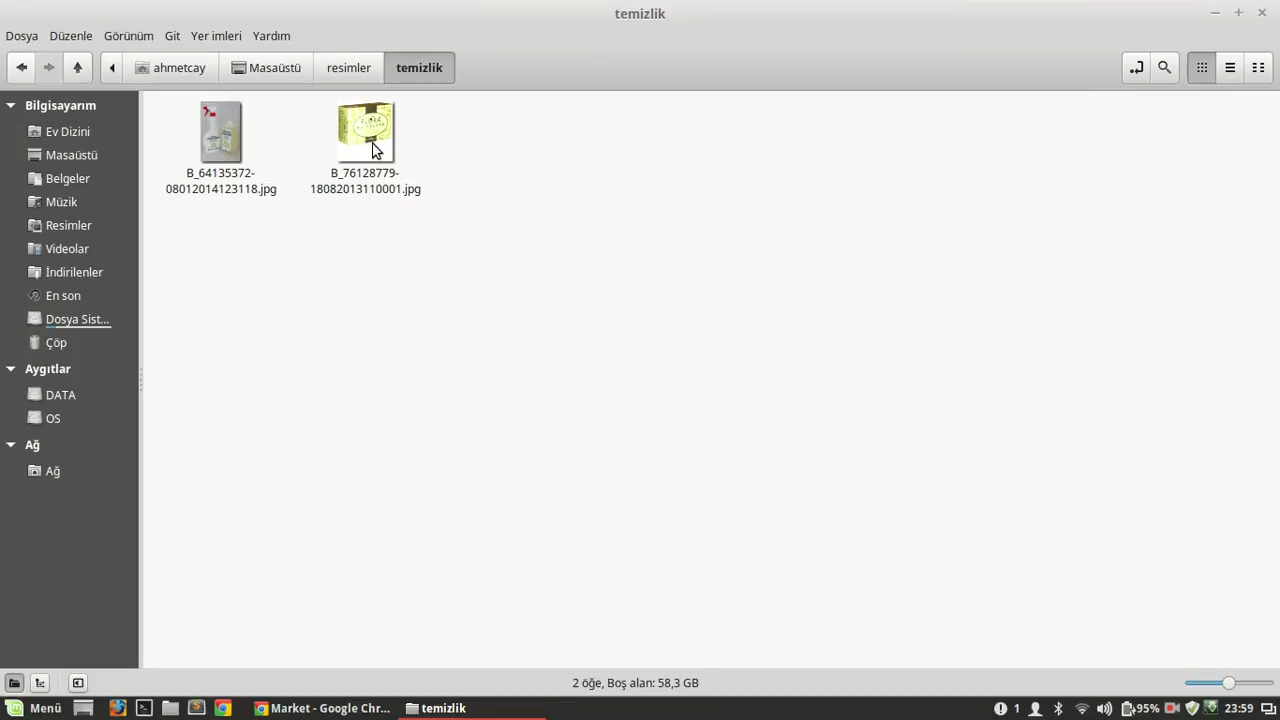 temizlik
Dosya Düzenle Görünüm Git Yer imleri Yardım
ahmetcay Masaüstü resimler temizlik
Bilgisayarım
Ev Dizini
Masaüstü
Belgeler
Müzik
Resimler
Videolar
İndirilenler
En son
Dosya Sist...
Çöp
Aygıtlar
DATA
OS
Ağ
Ağ
B_64135372-
08012014123118.jpg
B_76128779-
18082013110001.jpg
2 öğe, Boş alan: 58,3 GB
Menü Market - Google Chr... temizlik 1 95% 23:59